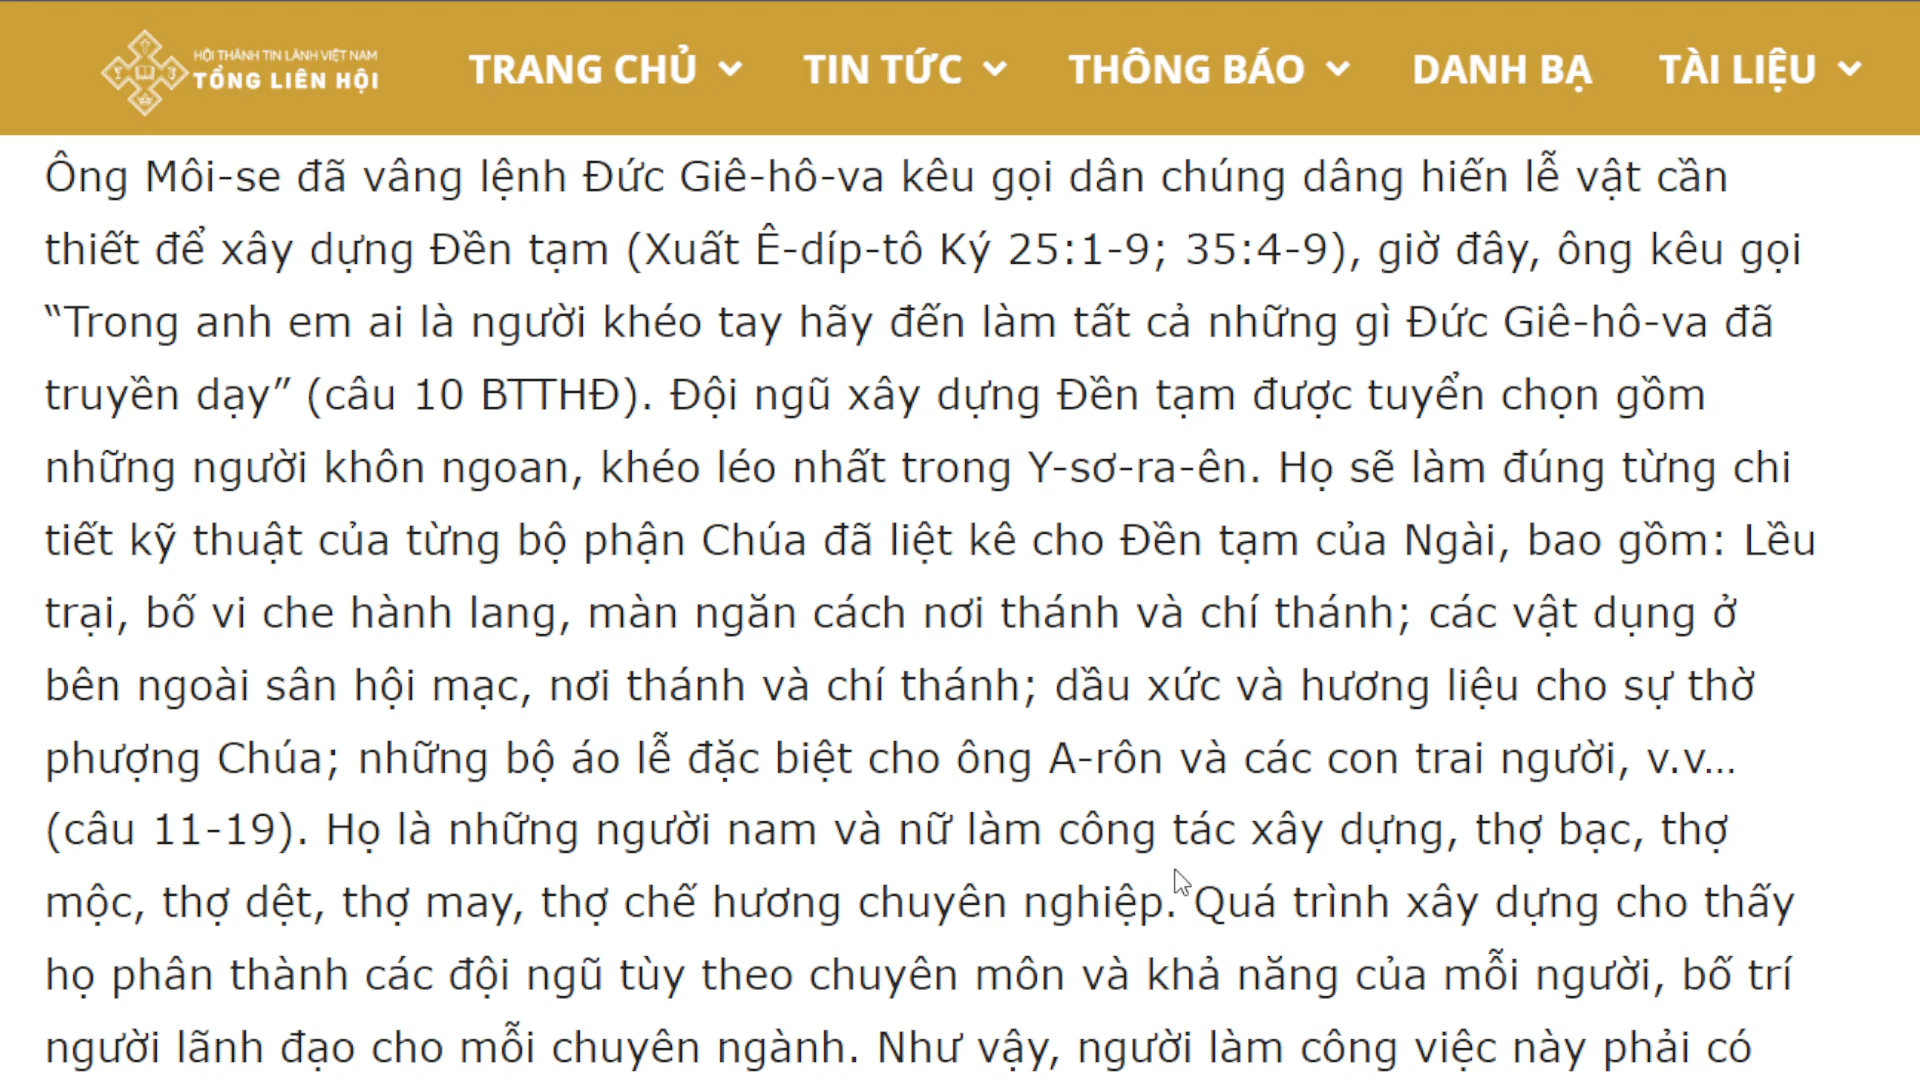 HỘI THÁNH TIN LÀNH VIỆT NAM
TỔNG LIÊN HỘI
TRANG CHỦ TIN TỨC THÔNG BÁO DANH BẠ TÀI LIỆU
Ông Môi-se đã vâng lệnh Đức Giê-hô-va kêu gọi dân chúng dâng hiến lễ vật cần
thiết để xây dựng Đền tạm (Xuất Ê-díp-tô Ký 25:1-9; 35:4-9), giờ đây, ông kêu gọi
“Trong anh em ai là người khéo tay hãy đến làm tất cả những gì Đức Giê-hô-va đã
truyền dạy” (câu 10 BTTHĐ). Đội ngũ xây dựng Đền tạm được tuyển chọn gồm
những người khôn ngoan, khéo léo nhất trong Y-sơ-ra-ên. Họ sẽ làm đúng từng chi
tiết kỹ thuật của từng bộ phận Chúa đã liệt kê cho Đền tạm của Ngài, bao gồm: Lều
trại, bố vi che hành lang, màn ngăn cách nơi thánh và chí thánh; các vật dụng ở
bên ngoài sân hội mạc, nơi thánh và chí thánh; dầu xức và hương liệu cho sự thờ
phượng Chúa; những bộ áo lễ đặc biệt cho ông A-rôn và các con trai người, v.v…
(câu 11-19). Họ là những người nam và nữ làm công tác xây dựng, thợ bạc, thợ
mộc, thợ dệt, thợ may, thợ chế hương chuyên nghiệp. Quá trình xây dựng cho thấy
họ phân thành các đội ngũ tùy theo chuyên môn và khả năng của mỗi người, bố trí
người lãnh đạo cho mỗi chuyên ngành. Như vậy, người làm công việc này phải có